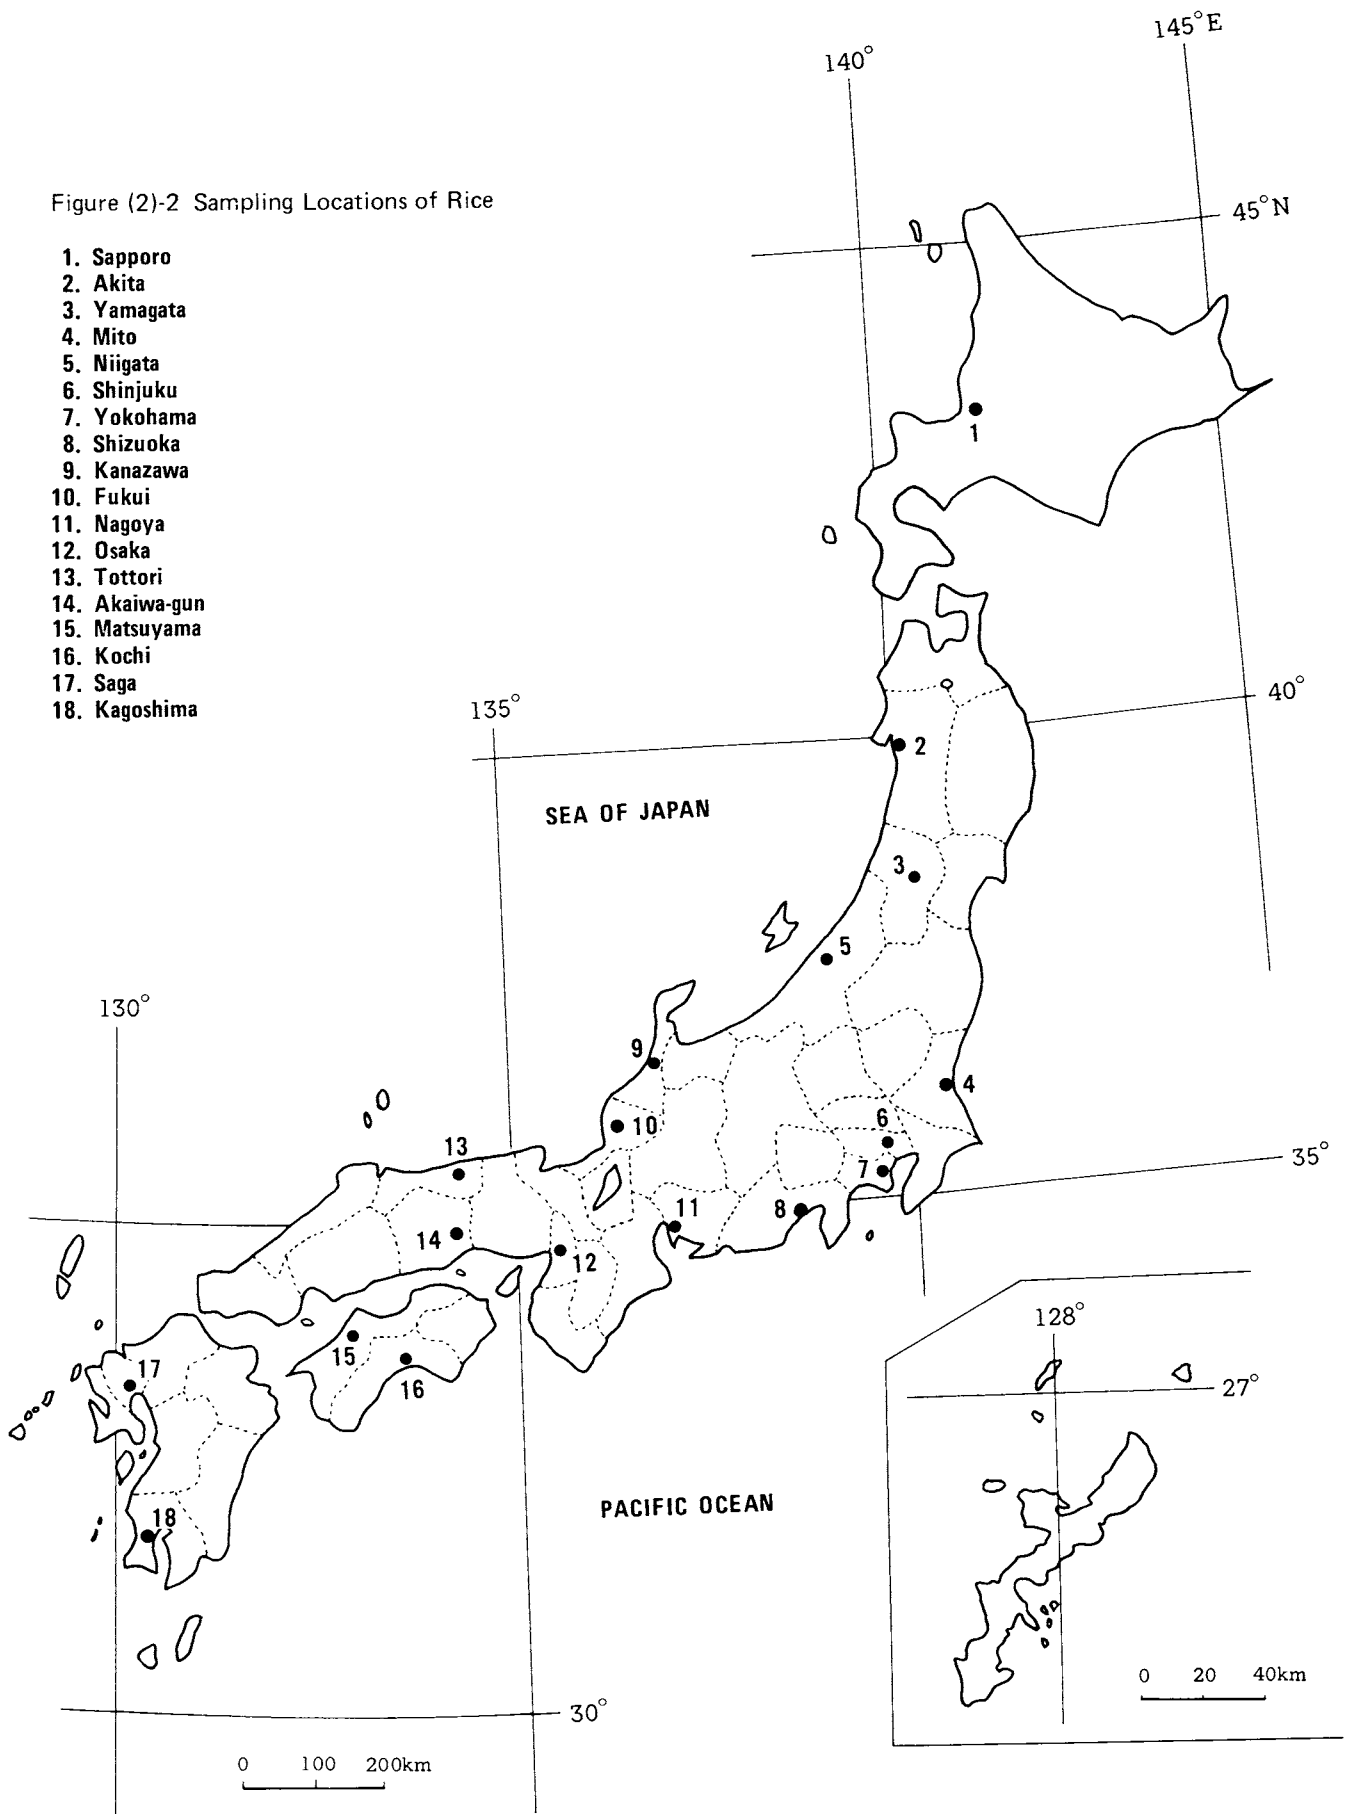 145°E
140°
Figure (2)-2 Sampling Locations of Rice
45°N
1. Sapporo
2. Akita
3. Yamagata
4. Mito
5. Niigata
6. Shinjuku
7. Yokohama
8. Shizuoka
9. Kanazawa
10. Fukui
11. Nagoya
12. Osaka
13. Tottori
14. Akaiwa-gun
15. Matsuyama
16. Kochi
17. Saga
18. Kagoshima
1
135°
40°
2
SEA OF JAPAN
3
5
130°
9
4
10
6
13
7
35°
11
8
14
12
128°
15
17
16
27°
PACIFIC OCEAN
18
0 20 40km
30°
0 100 200km